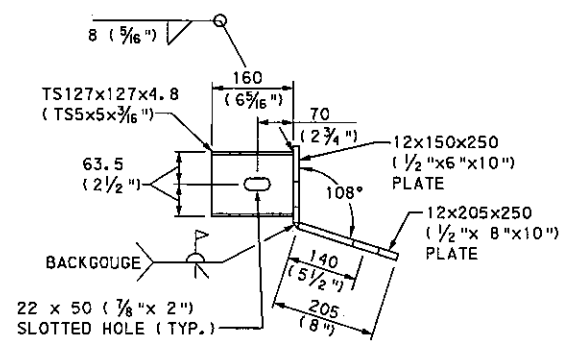 8 ( 5/16 ")
160
( 6 5/16 ")
TS127x127x4.8
( TS5x5x3/16 ")
70
( 2 3/4 ")
12x150x250
( 1/2 "x6 "x10 ")
PLATE
63.5
( 2 1/2 ")
108°
12x205x250
( 1/2 "x 8 "x10 ")
PLATE
BACKGOUGE
140
( 5 1/2 ")
22 x 50 ( 7/8 "x 2 ")
SLOTTED HOLE ( TYP. )
205
( 8 ")